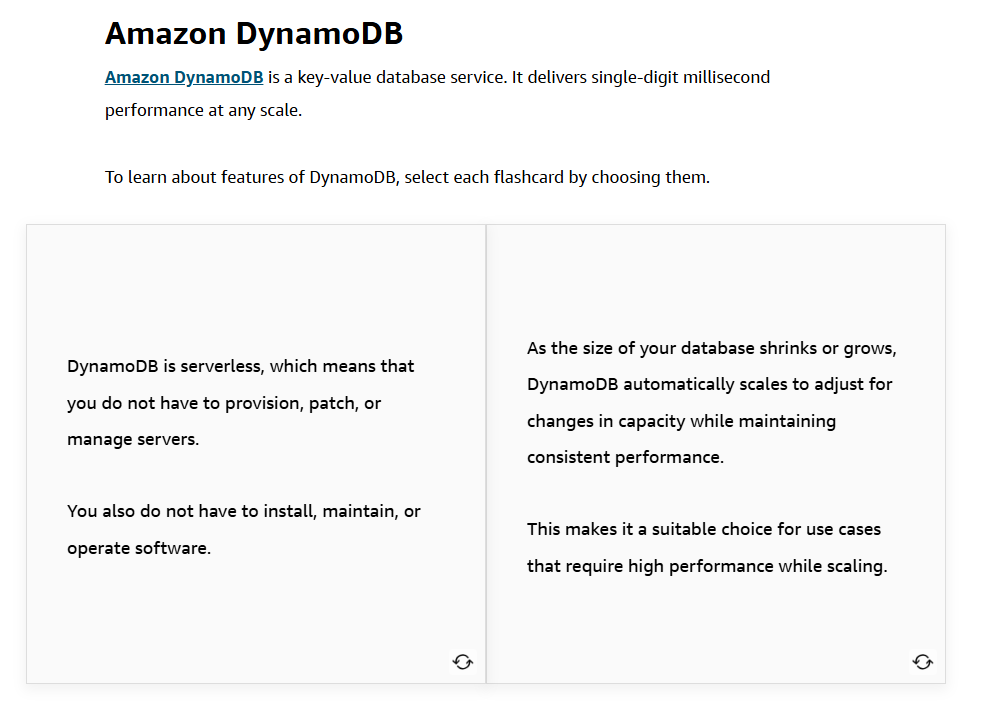 Amazon DynamoDB
Amazon DynamoDB is a key-value database service. It delivers single-digit millisecond
performance at any scale.
To learn about features of DynamoDB, select each flashcard by choosing them.
DynamoDB is serverless, which means that
you do not have to provision, patch, or
manage servers.
You also do not have to install, maintain, or
operate software.
As the size of your database shrinks or grows,
DynamoDB automatically scales to adjust for
changes in capacity while maintaining
consistent performance.
This makes it a suitable choice for use cases
that require high performance while scaling.